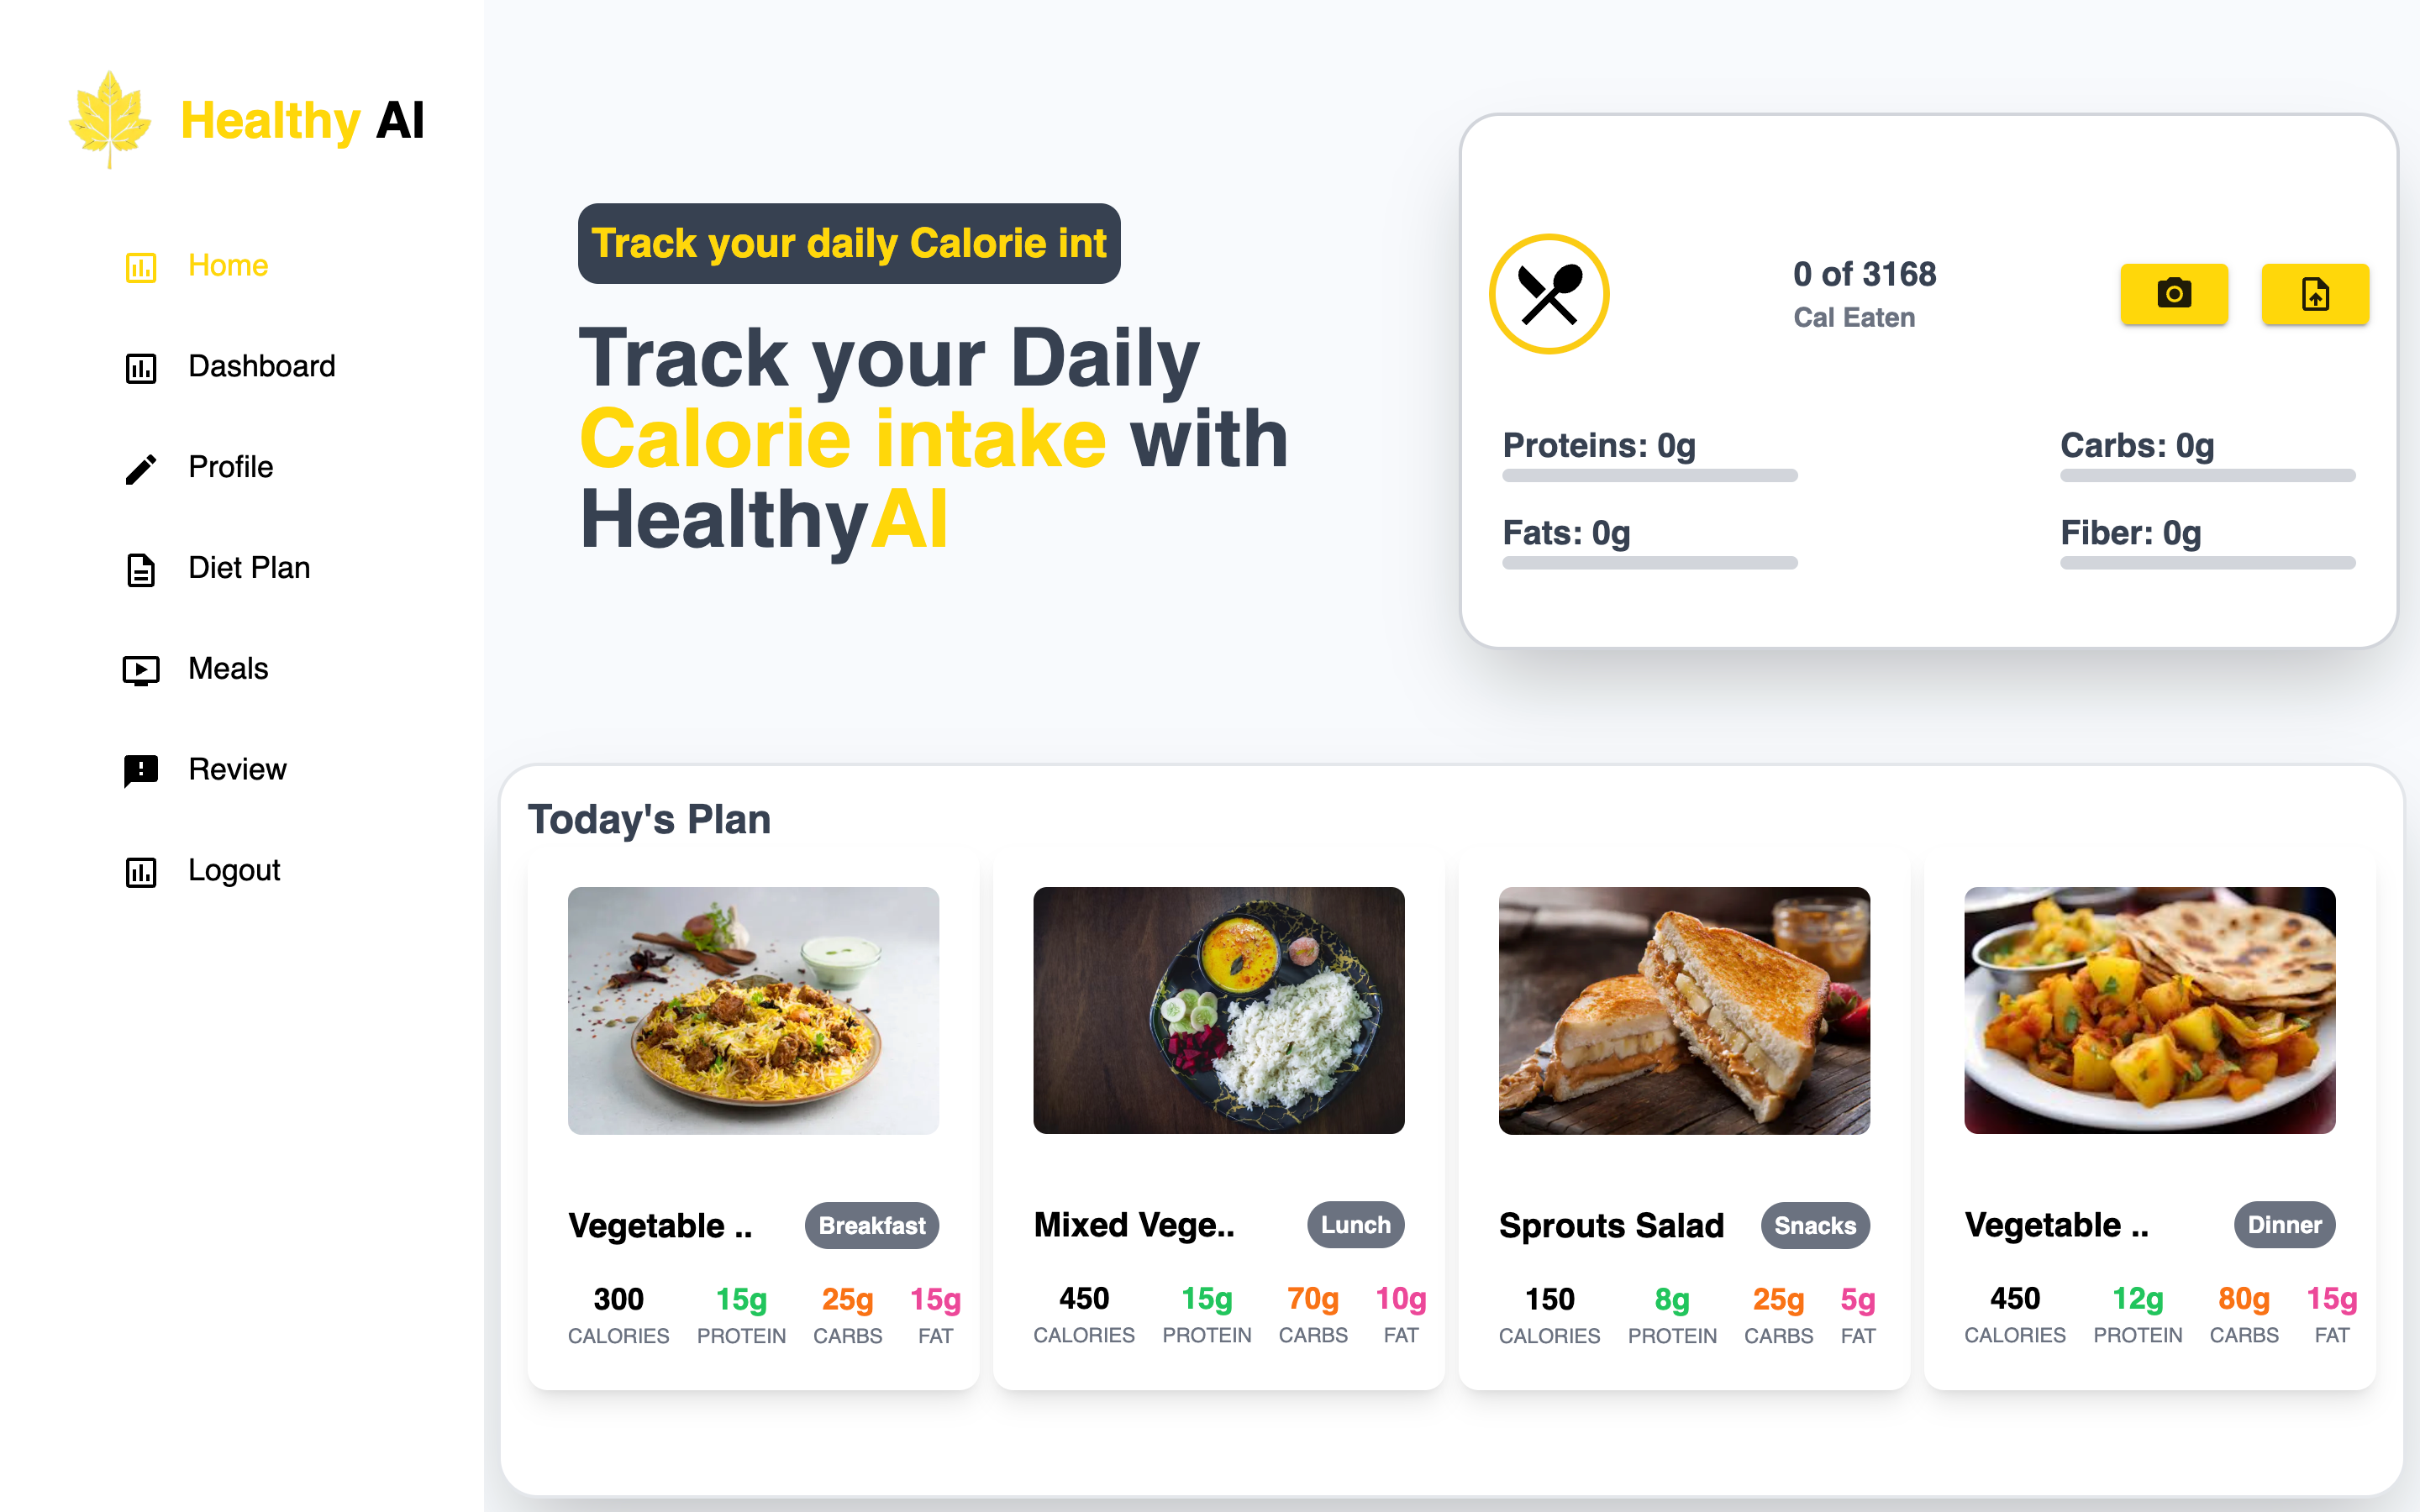 Healthy AI
Home
Dashboard
Profile
Diet Plan
Meals
Review
Logout
Track your daily Calorie int
Track your Daily
Calorie intake with
HealthyAI
0 of 3168
Cal Eaten
Proteins: 0g
Carbs: 0g
Fats: 0g
Fiber: 0g
Today's Plan
Vegetable .. Breakfast
300 15g 25g 15g
CALORIES PROTEIN CARBS FAT
Mixed Vege.. Lunch
450 15g 70g 10g
CALORIES PROTEIN CARBS FAT
Sprouts Salad Snacks
150 8g 25g 5g
CALORIES PROTEIN CARBS FAT
Vegetable .. Dinner
450 12g 80g 15g
CALORIES PROTEIN CARBS FAT